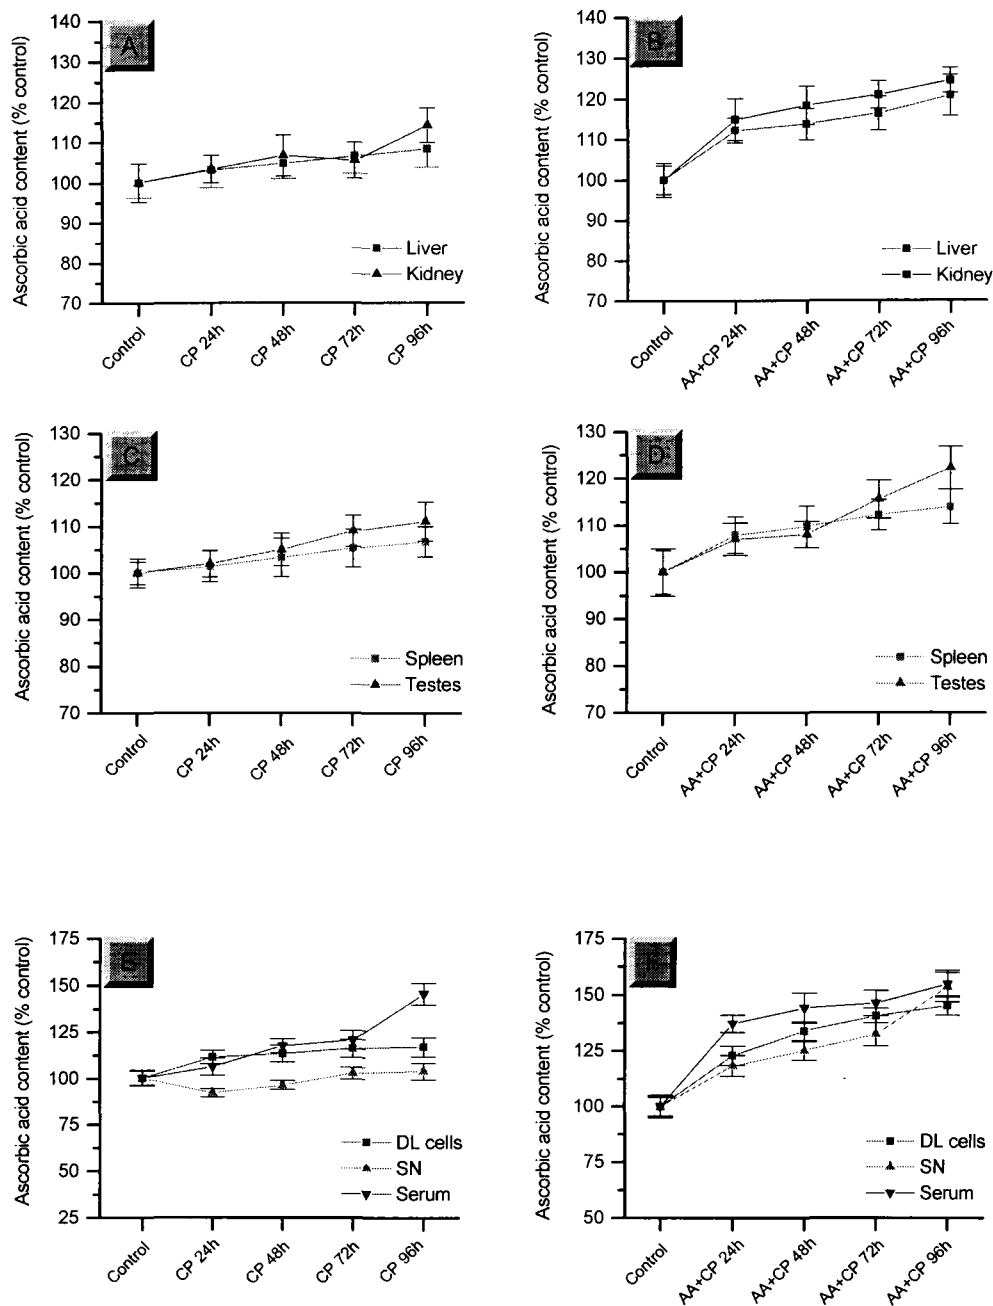 A
Ascorbic acid content (% control)
140
130
120
110
100
90
80
70
Liver
Kidney
Control
CP 24h
CP 48h
CP 72h
CP 96h
B
Ascorbic acid content (% control)
140
130
120
110
100
90
80
70
Liver
Kidney
Control
AA+CP 24h
AA+CP 48h
AA+CP 72h
AA+CP 96h
C
Ascorbic acid content (% control)
130
120
110
100
90
80
70
Spleen
Testes
Control
CP 24h
CP 48h
CP 72h
CP 96h
D
Ascorbic acid content (% control)
130
120
110
100
90
80
70
Spleen
Testes
Control
AA+CP 24h
AA+CP 48h
AA+CP 72h
AA+CP 96h
E
Ascorbic acid content (% control)
175
150
125
100
75
50
25
DL cells
SN
Serum
Control
CP 24h
CP 48h
CP 72h
CP 96h
Ascorbic acid content (% control)
175
150
125
100
75
50
DL cells
SN
Serum
Control
AA+CP 24h
AA+CP 48h
AA+CP 72h
AA+CP 96h